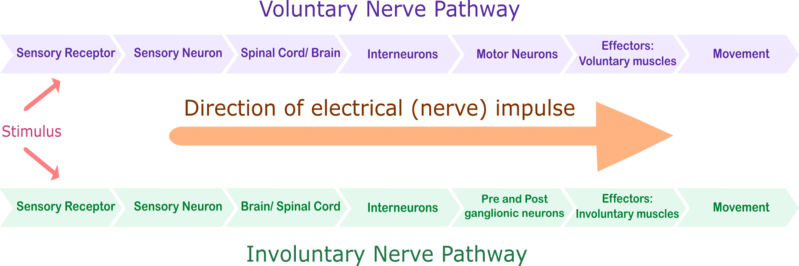 Voluntary Nerve Pathway
Sensory Receptor
Sensory Neuron
Spinal Cord/ Brain
Interneurons
Motor Neurons
Effectors:
Voluntary muscles
Movement
Direction of electrical (nerve) impulse
Stimulus
Sensory Receptor
Sensory Neuron
Brain/ Spinal Cord
Interneurons
Pre and Post
ganglionic neurons
Effectors:
Involuntary muscles
Movement
Involuntary Nerve Pathway